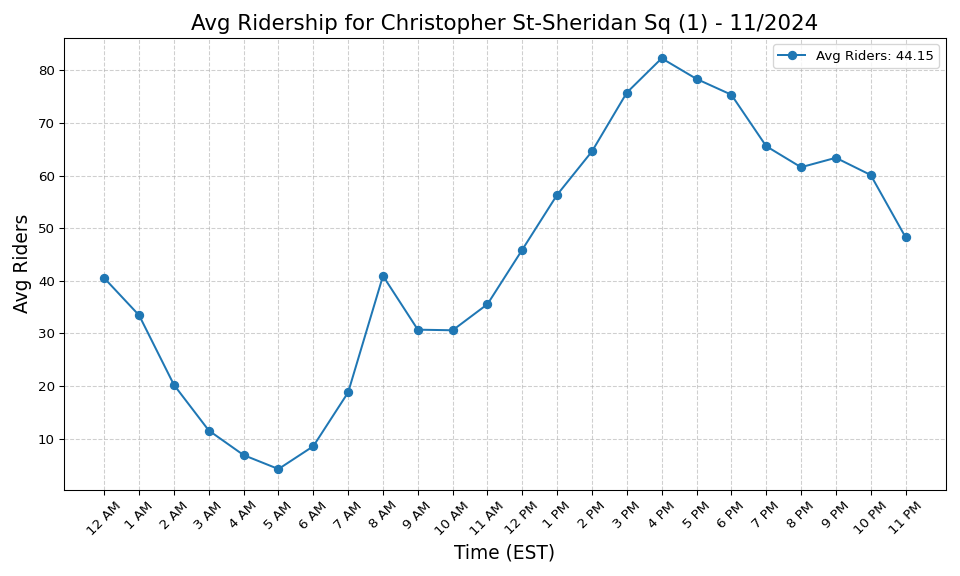 Avg Ridership for Christopher St-Sheridan Sq (1) - 11/2024
Avg Riders: 44.15
Avg Riders
80
70
60
50
40
30
20
10
12 AM
1 AM
2 AM
3 AM
4 AM
5 AM
6 AM
7 AM
8 AM
9 AM
10 AM
11 AM
12 PM
1 PM
2 PM
3 PM
4 PM
5 PM
6 PM
7 PM
8 PM
9 PM
10 PM
11 PM
Time (EST)